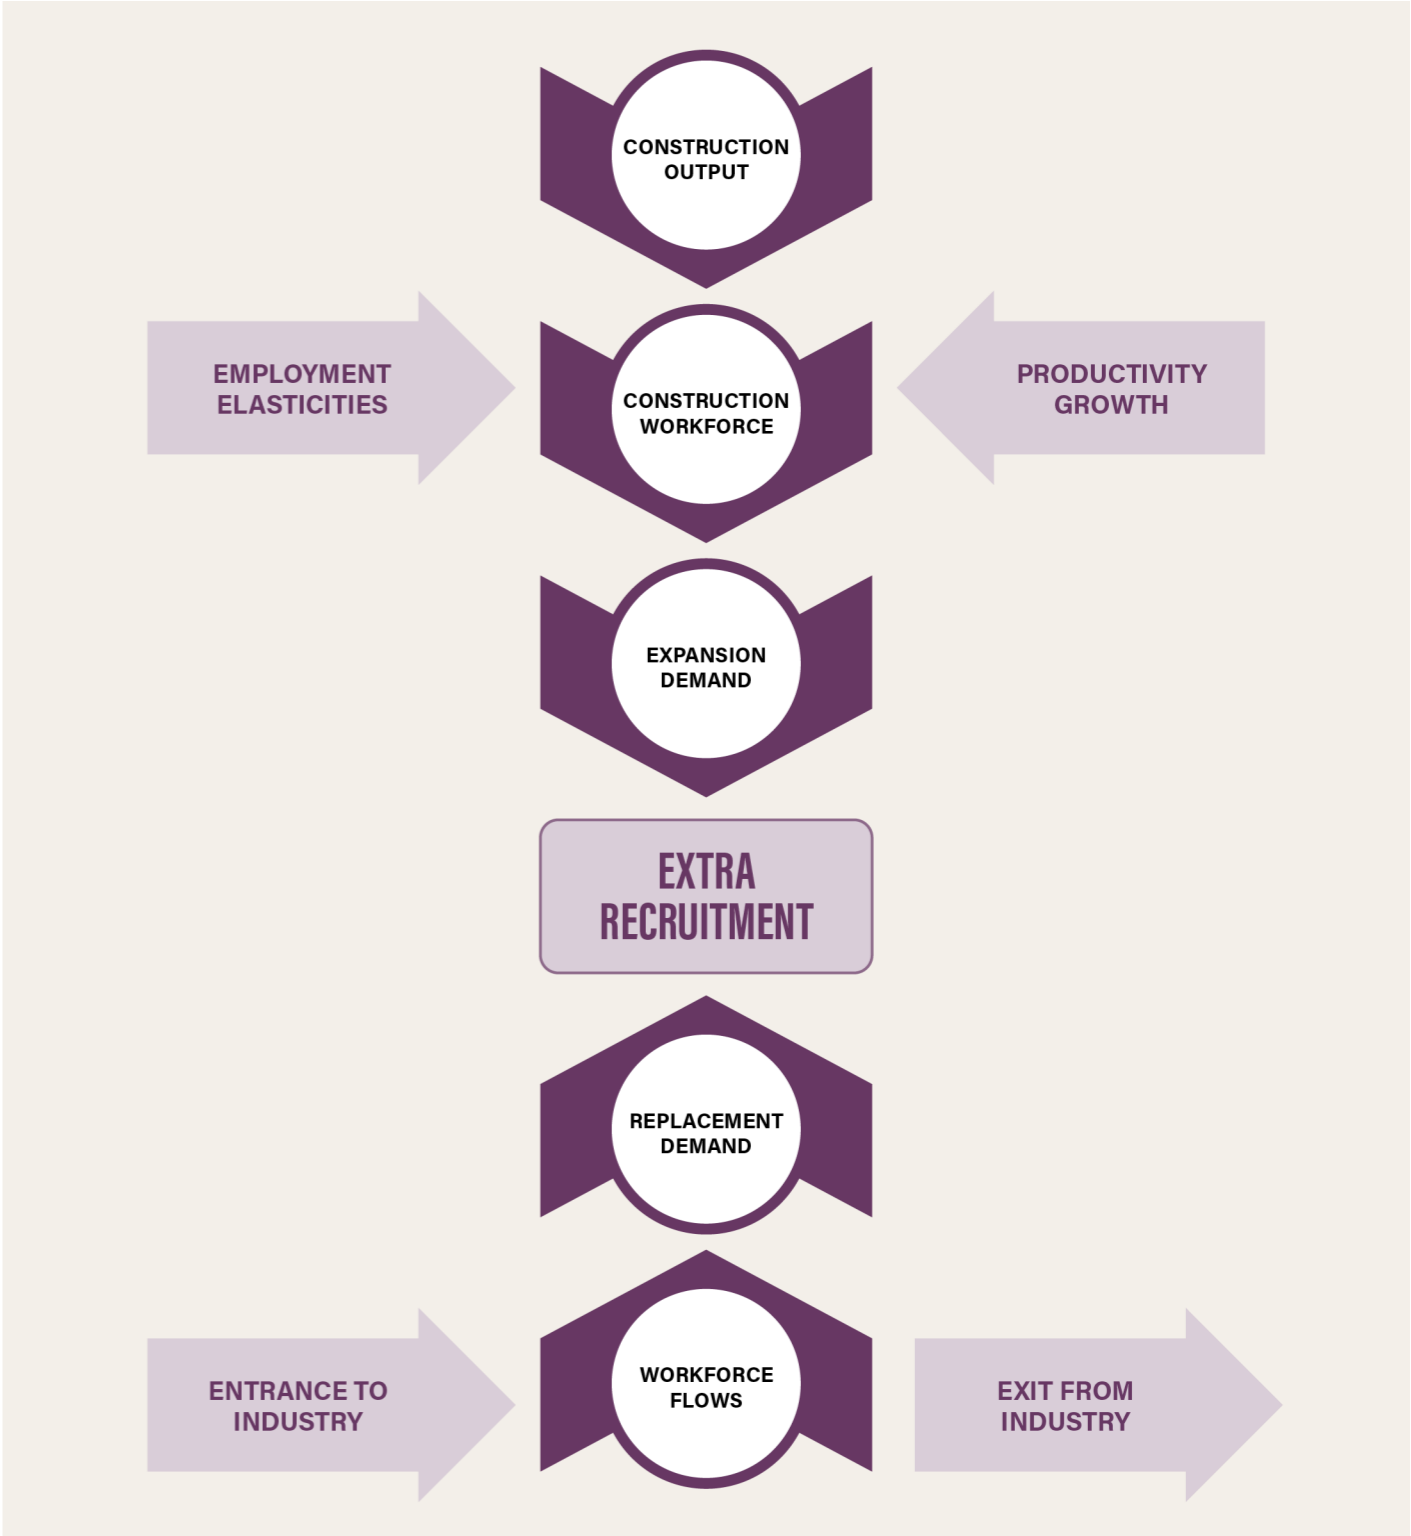 CONSTRUCTION
OUTPUT
EMPLOYMENT
ELASTICITIES
CONSTRUCTION
WORKFORCE
PRODUCTIVITY
GROWTH
EXPANSION
DEMAND
EXTRA
RECRUITMENT
REPLACEMENT
DEMAND
ENTRANCE TO
INDUSTRY
WORKFORCE
FLOWS
EXIT FROM
INDUSTRY